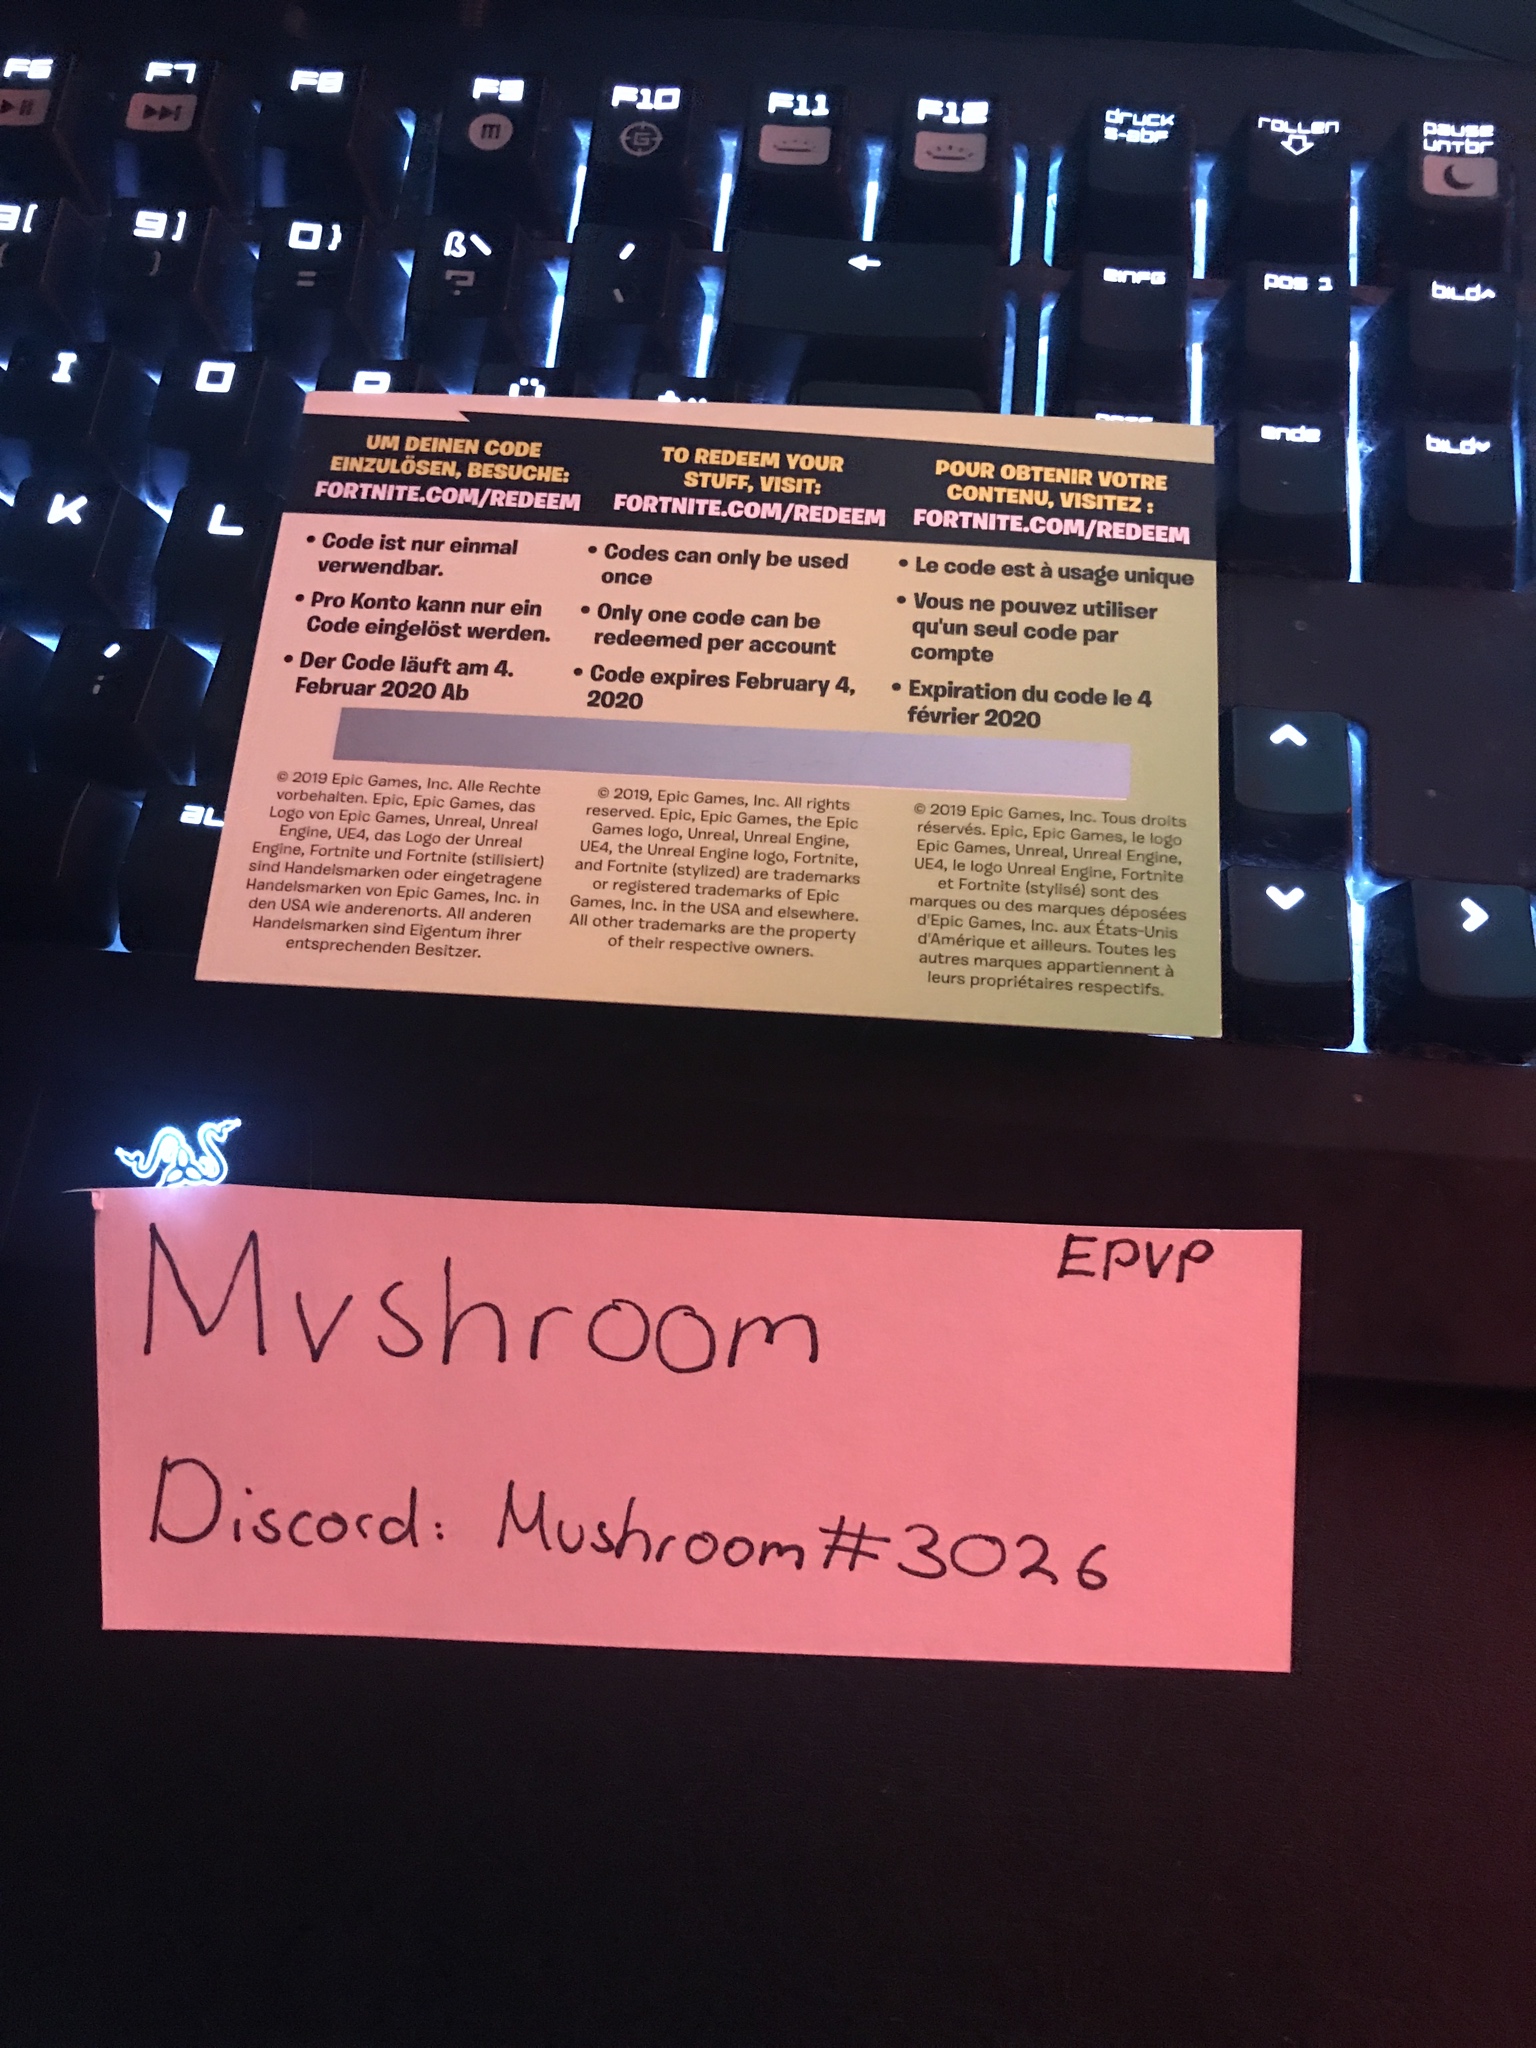 F6
F7
F8
F9
F10
F11
F12
druck
s-abf
rollen
pause
untbr
m
G
9 ]
)
0 }
=
ß \
?
einfg
pos 1
bild^
I
O
P
Ü
ende
bild
K
L
UM DEINEN CODE
EINZULÖSEN, BESUCHE:
FORTNITE.COM/REDEEM
• Code ist nur einmal
verwendbar.
• Pro Konto kann nur ein
Code eingelöst werden.
• Der Code läuft am 4.
Februar 2020 Ab
© 2019 Epic Games, Inc. Alle Rechte
vorbehalten. Epic, Epic Games, das
Logo von Epic Games, Unreal, Unreal
Engine, UE4, das Logo der Unreal
Engine, Fortnite und Fortnite (stilisiert)
sind Handelsmarken oder eingetragene
Handelsmarken von Epic Games, Inc. in
den USA wie anderenorts. All anderen
Handelsmarken sind Eigentum ihrer
entsprechenden Besitzer.
TO REDEEM YOUR
STUFF, VISIT:
FORTNITE.COM/REDEEM
• Codes can only be used
once
• Only one code can be
redeemed per account
• Code expires February 4,
2020
© 2019, Epic Games, Inc. All rights
reserved. Epic, Epic Games, the Epic
Games logo, Unreal, Unreal Engine,
UE4, the Unreal Engine logo, Fortnite,
and Fortnite (stylized) are trademarks
or registered trademarks of Epic
Games, Inc. in the USA and elsewhere.
All other trademarks are the property
of their respective owners.
POUR OBTENIR VOTRE
CONTENU, VISITEZ :
FORTNITE.COM/REDEEM
• Le code est à usage unique
• Vous ne pouvez utiliser
qu'un seul code par
compte
• Expiration du code le 4
février 2020
© 2019 Epic Games, Inc. Tous droits
réservés. Epic, Epic Games, le logo
Epic Games, Unreal, Unreal Engine,
UE4, le logo Unreal Engine, Fortnite
et Fortnite (stylisé) sont des
marques ou des marques déposées
d'Epic Games, Inc. aux États-Unis
d'Amérique et ailleurs. Toutes les
autres marques appartiennent à
leurs propriétaires respectifs.
EPVP
Mvshroom
Discord: Mushroom#3026